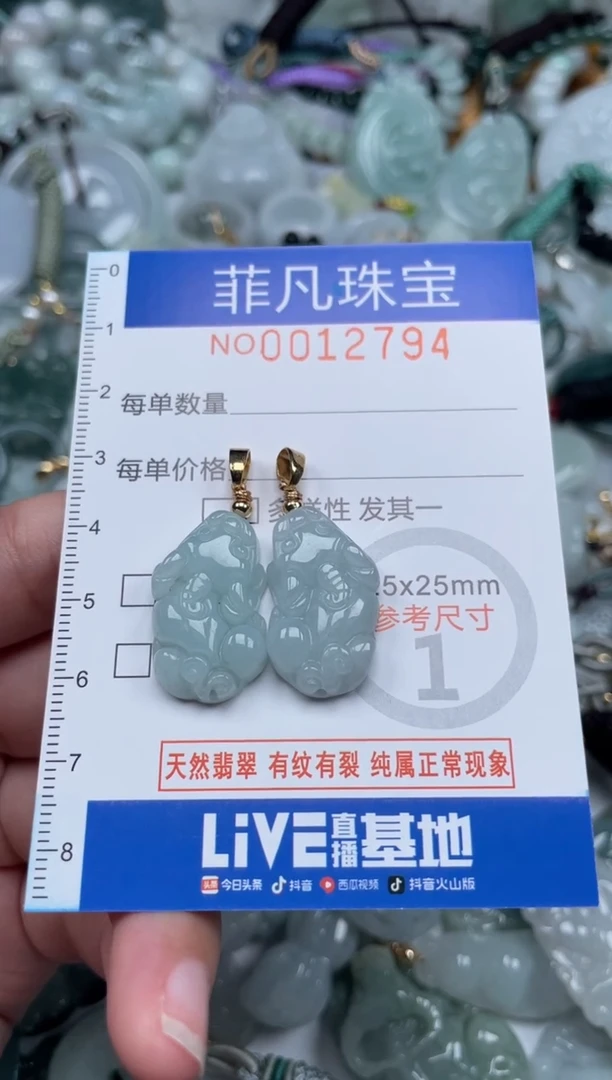 0
菲凡珠宝
1
NO0012794
2
每单数量
3
每单价格
多样性 发其一
4
5x25mm
5
参考尺寸
1
6
7
天然翡翠 有纹有裂 纯属正常现象
8
LiVE直播基地
今日头条 抖音 西瓜视频 抖音火山版